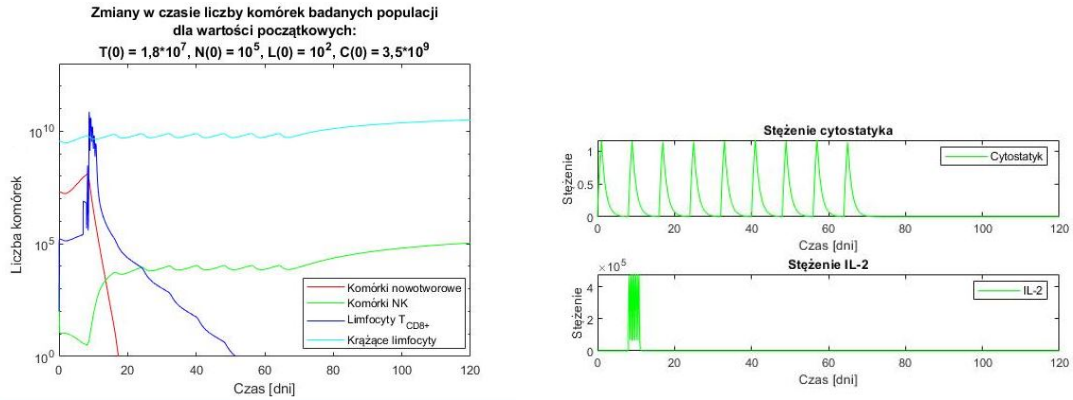 Zmiany w czasie liczby komórek badanych populacji
dla wartości początkowych:
T(0) = 1,8*10^7, N(0) = 10^5, L(0) = 10^2, C(0) = 3,5*10^9
Liczba komórek
10^10
10^5
10^0
0 20 40 60 80 100 120
Czas [dni]
Komórki nowotworowe
Komórki NK
Limfocyty T_CD8+
Krążące limfocyty
Stężenie cytostatyka
Stężenie
1
0.5
0
Cytostatyk
0 20 40 60 80 100 120
Czas [dni]
Stężenie IL-2
×10^5
Stężenie
4
2
0
IL-2
0 20 40 60 80 100 120
Czas [dni]